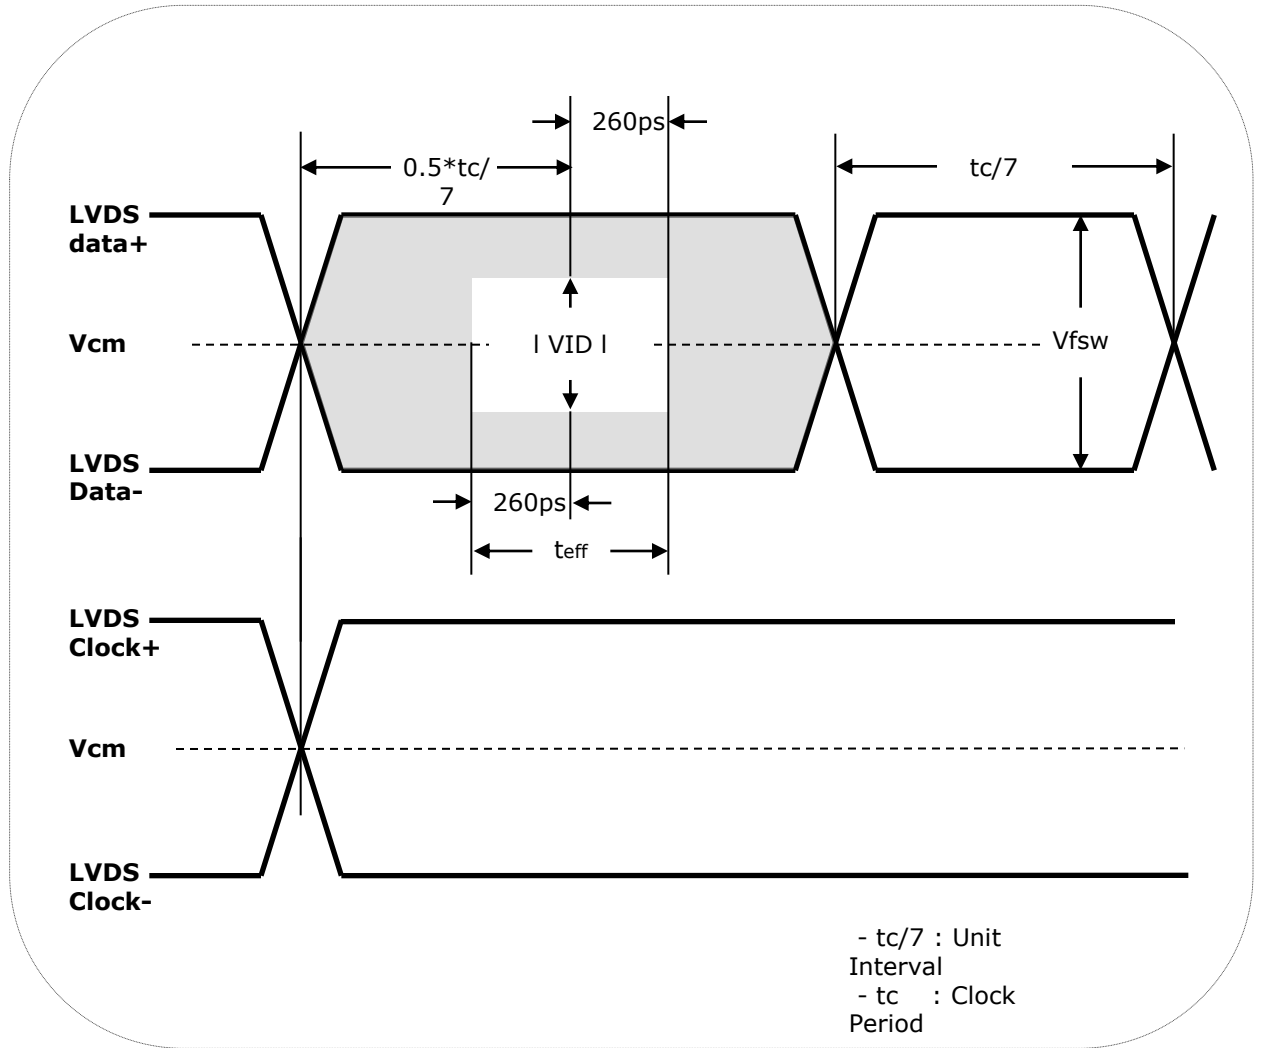 260ps
0.5*tc/
7
tc/7
LVDS
data+
Vcm
l VID l
Vfsw
LVDS
Data-
260ps
teff
LVDS
Clock+
Vcm
LVDS
Clock-
- tc/7 : Unit
Interval
- tc : Clock
Period